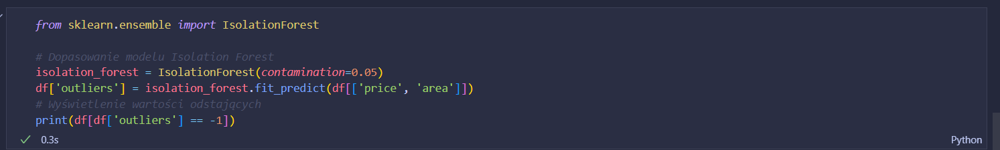 from sklearn.ensemble import IsolationForest
# Dopasowanie modelu Isolation Forest
isolation_forest = IsolationForest(contamination=0.05)
df['outliers'] = isolation_forest.fit_predict(df[['price', 'area']])
# Wyświetlenie wartości odstających
print(df[df['outliers'] == -1])
0.3s
Python